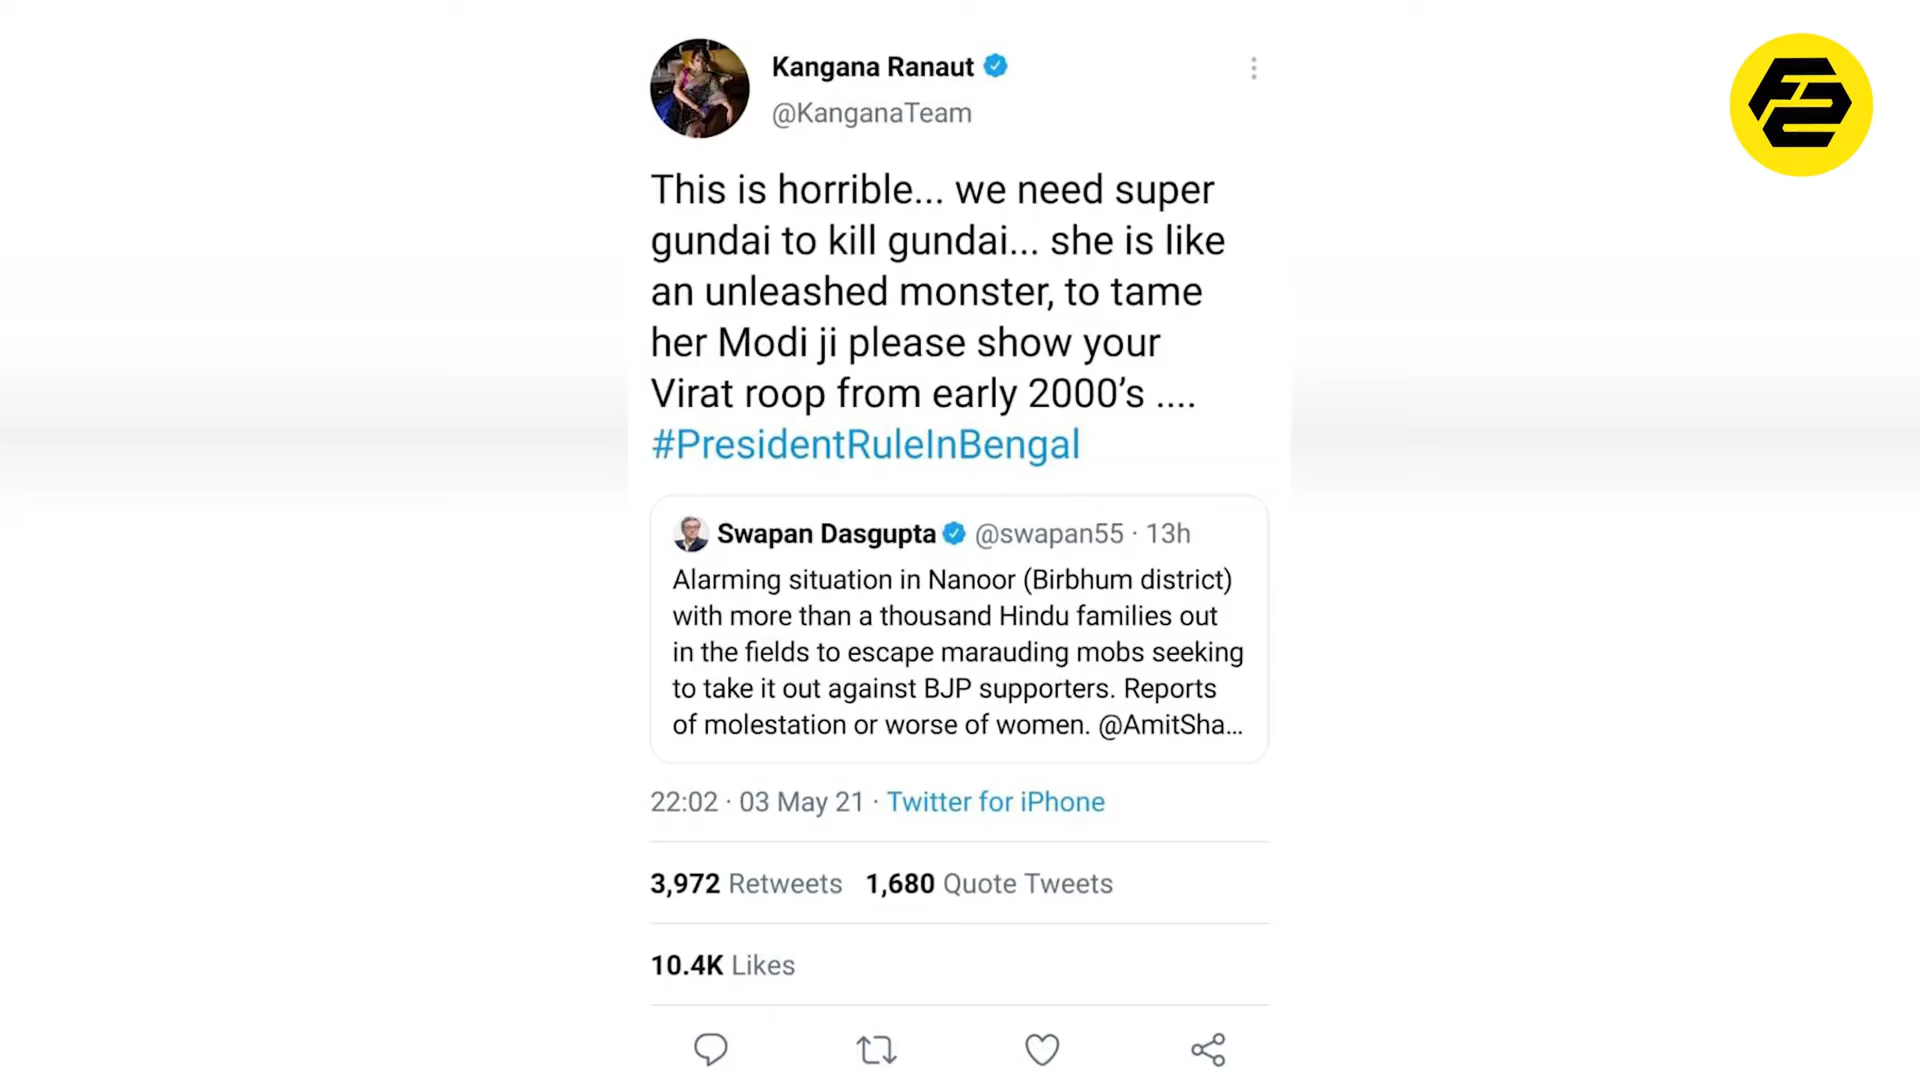 Kangana Ranaut
@KanganaTeam
This is horrible... we need super
gundai to kill gundai... she is like
an unleashed monster, to tame
her Modi ji please show your
Virat roop from early 2000’s ....
#PresidentRuleInBengal
Swapan Dasgupta @swapan55 · 13h
Alarming situation in Nanoor (Birbhum district)
with more than a thousand Hindu families out
in the fields to escape marauding mobs seeking
to take it out against BJP supporters. Reports
of molestation or worse of women. @AmitSha...
22:02 · 03 May 21 · Twitter for iPhone
3,972 Retweets 1,680 Quote Tweets
10.4K Likes